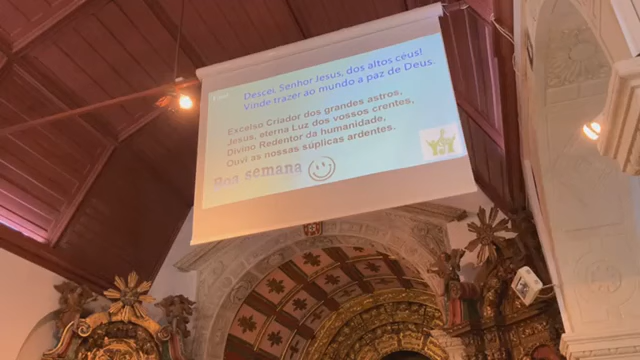 Descei, Senhor Jesus, dos altos céus!
Vinde trazer ao mundo a paz de Deus.
Excelso Criador dos grandes astros,
Jesus, eterna Luz dos vossos crentes,
Divino Redentor da humanidade,
Ouvi as nossas súplicas ardentes.
Boa semana